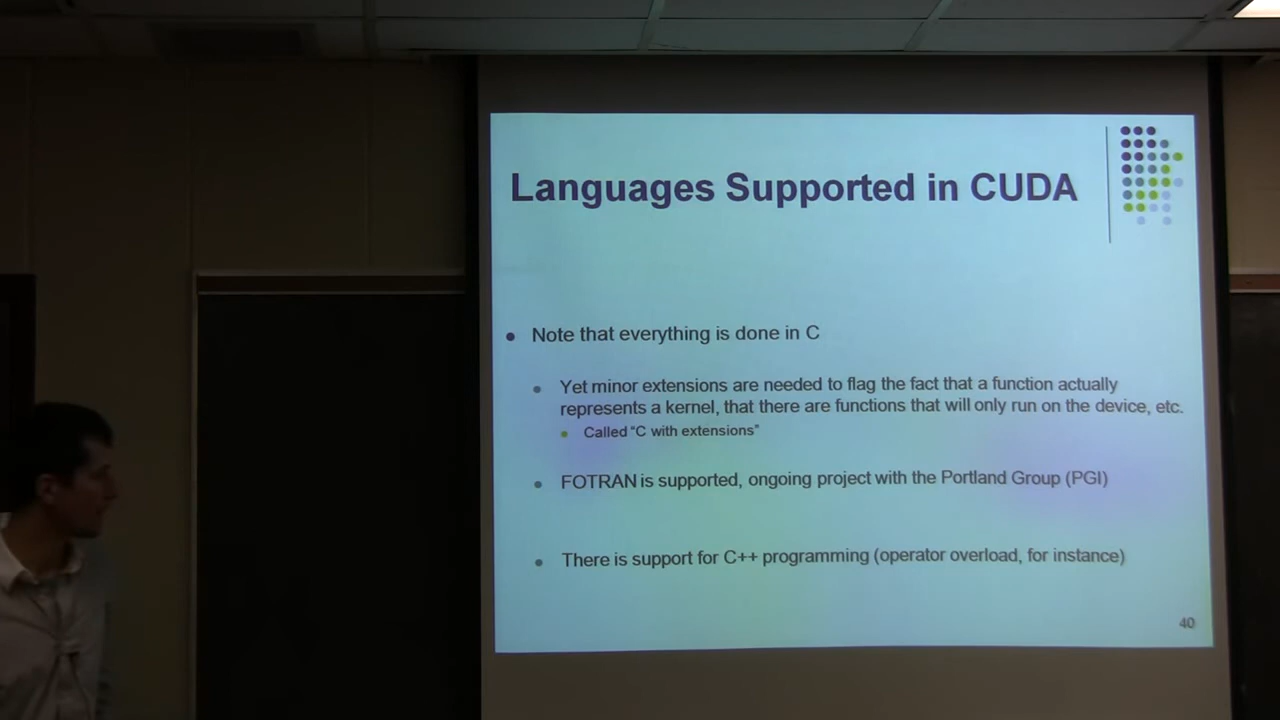 Languages Supported in CUDA
Note that everything is done in C
Yet minor extensions are needed to flag the fact that a function actually
represents a kernel, that there are functions that will only run on the device, etc.
Called "C with extensions"
FOTRAN is supported, ongoing project with the Portland Group (PGI)
There is support for C++ programming (operator overload, for instance)
40